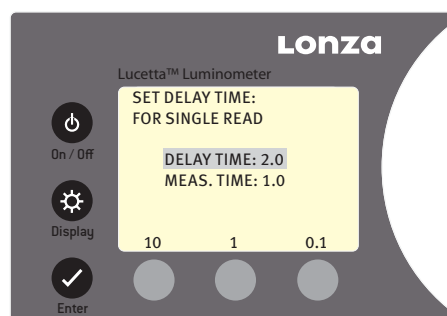 Lonza
Lucetta™ Luminometer
SET DELAY TIME:
FOR SINGLE READ
DELAY TIME: 2.0
MEAS. TIME: 1.0
10 1 0.1
On / Off
Display
Enter